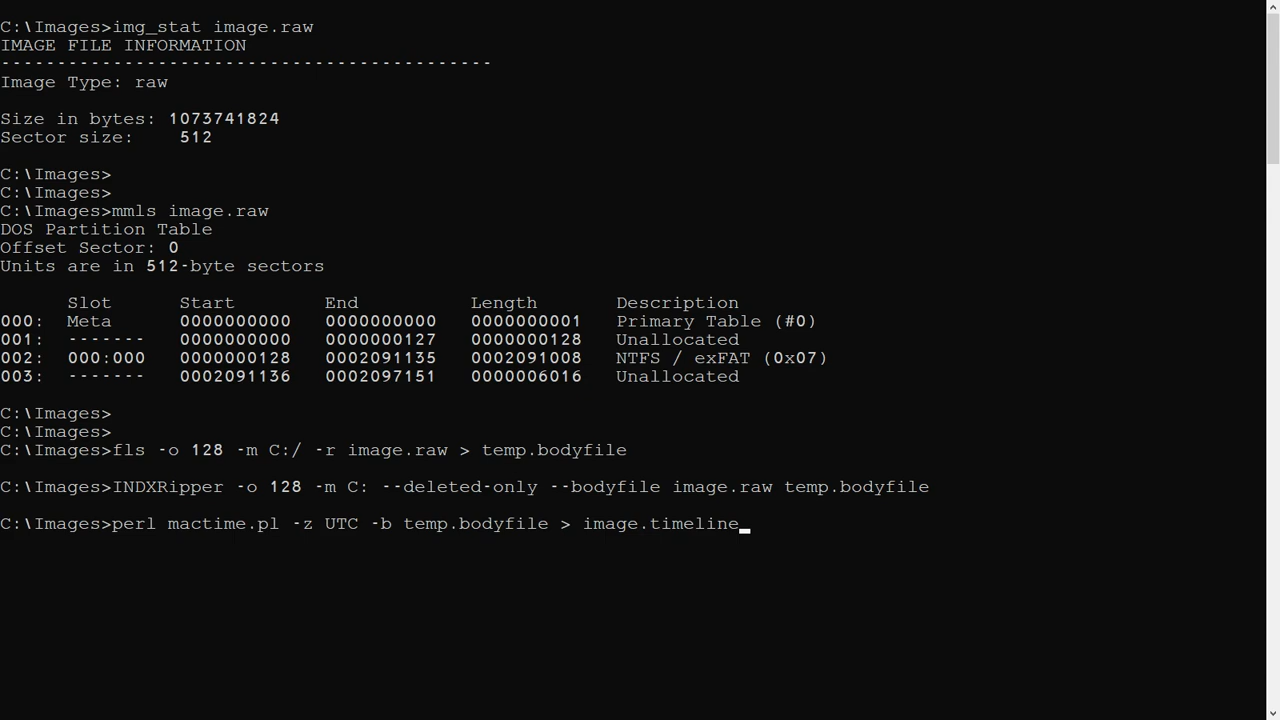 C:\Images>img_stat image.raw
IMAGE FILE INFORMATION
--------------------------------------------
Image Type: raw
Size in bytes: 1073741824
Sector size:    512
C:\Images>
C:\Images>
C:\Images>mmls image.raw
DOS Partition Table
Offset Sector: 0
Units are in 512-byte sectors
      Slot      Start        End          Length       Description
000:  Meta      0000000000   0000000000   0000000001   Primary Table (#0)
001:  -------   0000000000   0000000127   0000000128   Unallocated
002:  000:000   0000000128   0002091135   0002091008   NTFS / exFAT (0x07)
003:  -------   0002091136   0002097151   0000006016   Unallocated
C:\Images>
C:\Images>
C:\Images>fls -o 128 -m C:/ -r image.raw > temp.bodyfile
C:\Images>INDXRipper -o 128 -m C: --deleted-only --bodyfile image.raw temp.bodyfile
C:\Images>perl mactime.pl -z UTC -b temp.bodyfile > image.timeline_